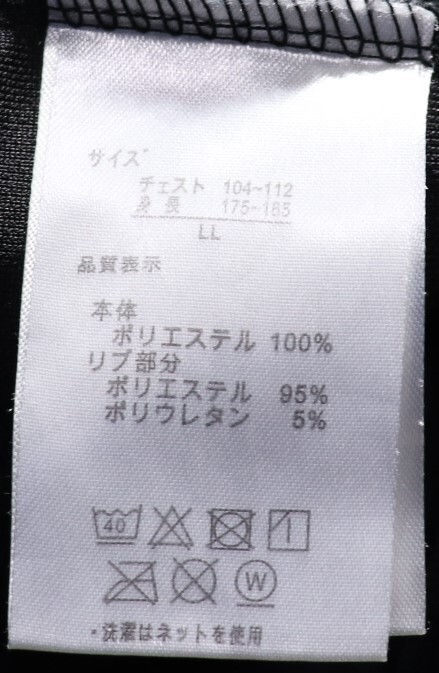 サイズ
チェスト 104~112
身長 175~185
LL
品質表示
本体
ポリエステル 100%
リブ部分
ポリエステル 95%
ポリウレタン 5%
40
W
・洗濯はネットを使用